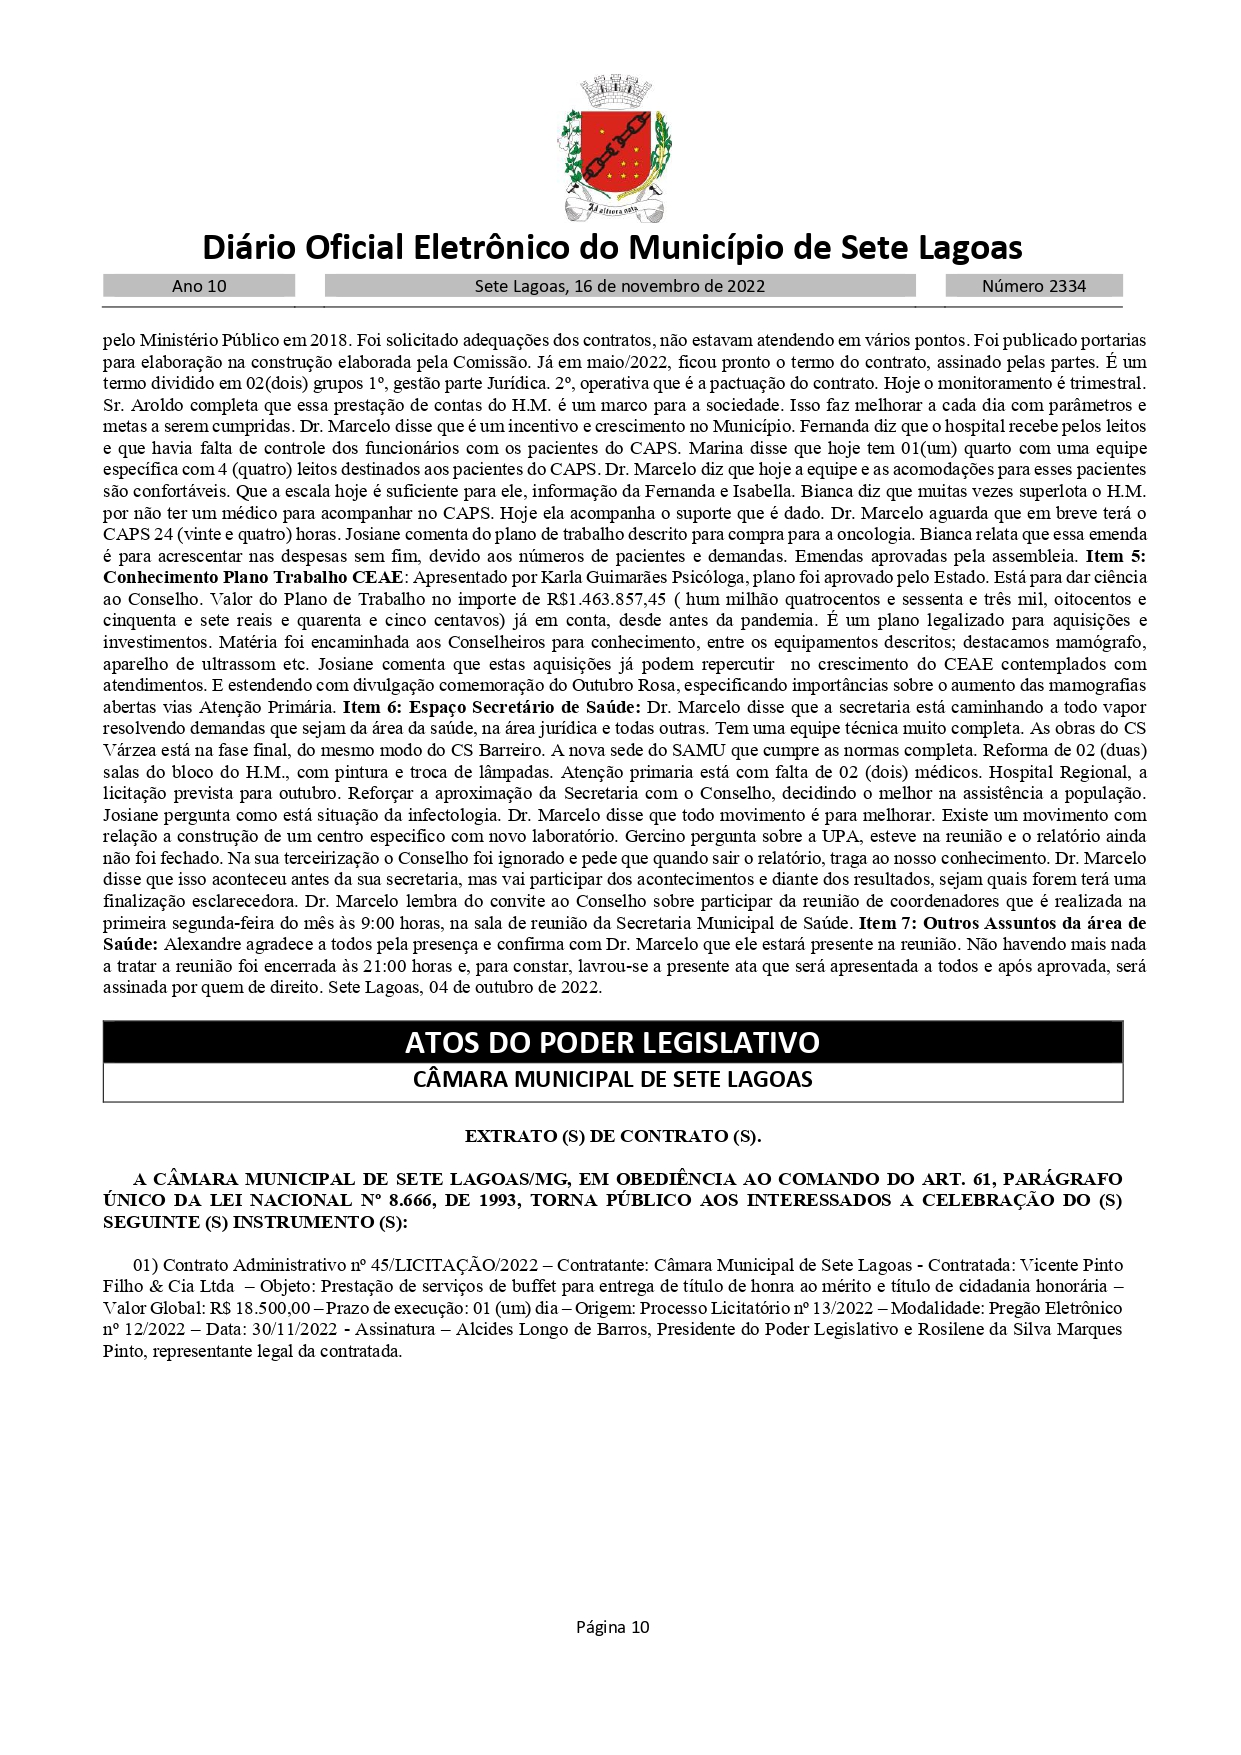 Ad altiora nata
Diário Oficial Eletrônico do Município de Sete Lagoas
Ano 10 Sete Lagoas, 16 de novembro de 2022 Número 2334
pelo Ministério Público em 2018. Foi solicitado adequações dos contratos, não estavam atendendo em vários pontos. Foi publicado portarias
para elaboração na construção elaborada pela Comissão. Já em maio/2022, ficou pronto o termo do contrato, assinado pelas partes. É um
termo dividido em 02(dois) grupos 1º, gestão parte Jurídica. 2º, operativa que é a pactuação do contrato. Hoje o monitoramento é trimestral.
Sr. Aroldo completa que essa prestação de contas do H.M. é um marco para a sociedade. Isso faz melhorar a cada dia com parâmetros e
metas a serem cumpridas. Dr. Marcelo disse que é um incentivo e crescimento no Município. Fernanda diz que o hospital recebe pelos leitos
e que havia falta de controle dos funcionários com os pacientes do CAPS. Marina disse que hoje tem 01(um) quarto com uma equipe
específica com 4 (quatro) leitos destinados aos pacientes do CAPS. Dr. Marcelo diz que hoje a equipe e as acomodações para esses pacientes
são confortáveis. Que a escala hoje é suficiente para ele, informação da Fernanda e Isabella. Bianca diz que muitas vezes superlota o H.M.
por não ter um médico para acompanhar no CAPS. Hoje ela acompanha o suporte que é dado. Dr. Marcelo aguarda que em breve terá o
CAPS 24 (vinte e quatro) horas. Josiane comenta do plano de trabalho descrito para compra para a oncologia. Bianca relata que essa emenda
é para acrescentar nas despesas sem fim, devido aos números de pacientes e demandas. Emendas aprovadas pela assembleia. Item 5:
Conhecimento Plano Trabalho CEAE: Apresentado por Karla Guimarães Psicóloga, plano foi aprovado pelo Estado. Está para dar ciência
ao Conselho. Valor do Plano de Trabalho no importe de R$1.463.857,45 ( hum milhão quatrocentos e sessenta e três mil, oitocentos e
cinquenta e sete reais e quarenta e cinco centavos) já em conta, desde antes da pandemia. É um plano legalizado para aquisições e
investimentos. Matéria foi encaminhada aos Conselheiros para conhecimento, entre os equipamentos descritos; destacamos mamógrafo,
aparelho de ultrassom etc. Josiane comenta que estas aquisições já podem repercutir no crescimento do CEAE contemplados com
atendimentos. E estendendo com divulgação comemoração do Outubro Rosa, especificando importâncias sobre o aumento das mamografias
abertas vias Atenção Primária. Item 6: Espaço Secretário de Saúde: Dr. Marcelo disse que a secretaria está caminhando a todo vapor
resolvendo demandas que sejam da área da saúde, na área jurídica e todas outras. Tem uma equipe técnica muito completa. As obras do CS
Várzea está na fase final, do mesmo modo do CS Barreiro. A nova sede do SAMU que cumpre as normas completa. Reforma de 02 (duas)
salas do bloco do H.M., com pintura e troca de lâmpadas. Atenção primaria está com falta de 02 (dois) médicos. Hospital Regional, a
licitação prevista para outubro. Reforçar a aproximação da Secretaria com o Conselho, decidindo o melhor na assistência a população.
Josiane pergunta como está situação da infectologia. Dr. Marcelo disse que todo movimento é para melhorar. Existe um movimento com
relação a construção de um centro especifico com novo laboratório. Gercino pergunta sobre a UPA, esteve na reunião e o relatório ainda
não foi fechado. Na sua terceirização o Conselho foi ignorado e pede que quando sair o relatório, traga ao nosso conhecimento. Dr. Marcelo
disse que isso aconteceu antes da sua secretaria, mas vai participar dos acontecimentos e diante dos resultados, sejam quais forem terá uma
finalização esclarecedora. Dr. Marcelo lembra do convite ao Conselho sobre participar da reunião de coordenadores que é realizada na
primeira segunda-feira do mês às 9:00 horas, na sala de reunião da Secretaria Municipal de Saúde. Item 7: Outros Assuntos da área de
Saúde: Alexandre agradece a todos pela presença e confirma com Dr. Marcelo que ele estará presente na reunião. Não havendo mais nada
a tratar a reunião foi encerrada às 21:00 horas e, para constar, lavrou-se a presente ata que será apresentada a todos e após aprovada, será
assinada por quem de direito. Sete Lagoas, 04 de outubro de 2022.
ATOS DO PODER LEGISLATIVO
CÂMARA MUNICIPAL DE SETE LAGOAS
EXTRATO (S) DE CONTRATO (S).
A CÂMARA MUNICIPAL DE SETE LAGOAS/MG, EM OBEDIÊNCIA AO COMANDO DO ART. 61, PARÁGRAFO
ÚNICO DA LEI NACIONAL Nº 8.666, DE 1993, TORNA PÚBLICO AOS INTERESSADOS A CELEBRAÇÃO DO (S)
SEGUINTE (S) INSTRUMENTO (S):
01) Contrato Administrativo nº 45/LICITAÇÃO/2022 – Contratante: Câmara Municipal de Sete Lagoas - Contratada: Vicente Pinto
Filho & Cia Ltda – Objeto: Prestação de serviços de buffet para entrega de título de honra ao mérito e título de cidadania honorária –
Valor Global: R$ 18.500,00 – Prazo de execução: 01 (um) dia – Origem: Processo Licitatório nº 13/2022 – Modalidade: Pregão Eletrônico
nº 12/2022 – Data: 30/11/2022 - Assinatura – Alcides Longo de Barros, Presidente do Poder Legislativo e Rosilene da Silva Marques
Pinto, representante legal da contratada.
Página 10